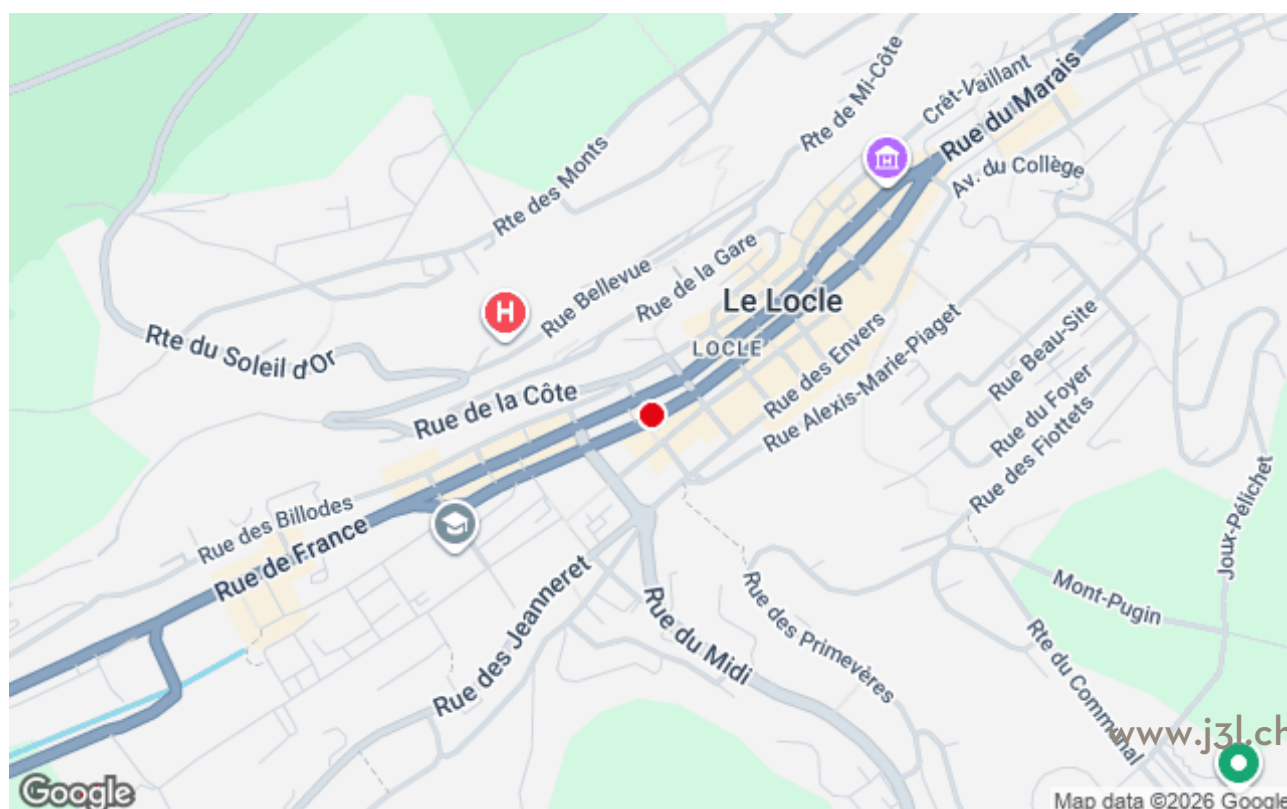 Crêt-Vaillant
Rue du Marais
Rte de Mi-Côte
Av. du Collège
Rte des Monts
Rue Bellevue
Rue de la Gare
Le Locle
LOCLE
Rte du Soleil d'Or
Rue de la Côte
Rue des Envers
Rue Alexis-Marie-Piaget
Rue Beau-Site
Rue du Foyer
Rue des Fiottets
Joux-Pélichet
H
Rue des Billodes
Rue de France
Rue des Jeanneret
Rue du Midi
Rue des Primevères
Mont-Pugin
Rte du Communal
www.j3l.ch
Google
Map data ©2026 Google